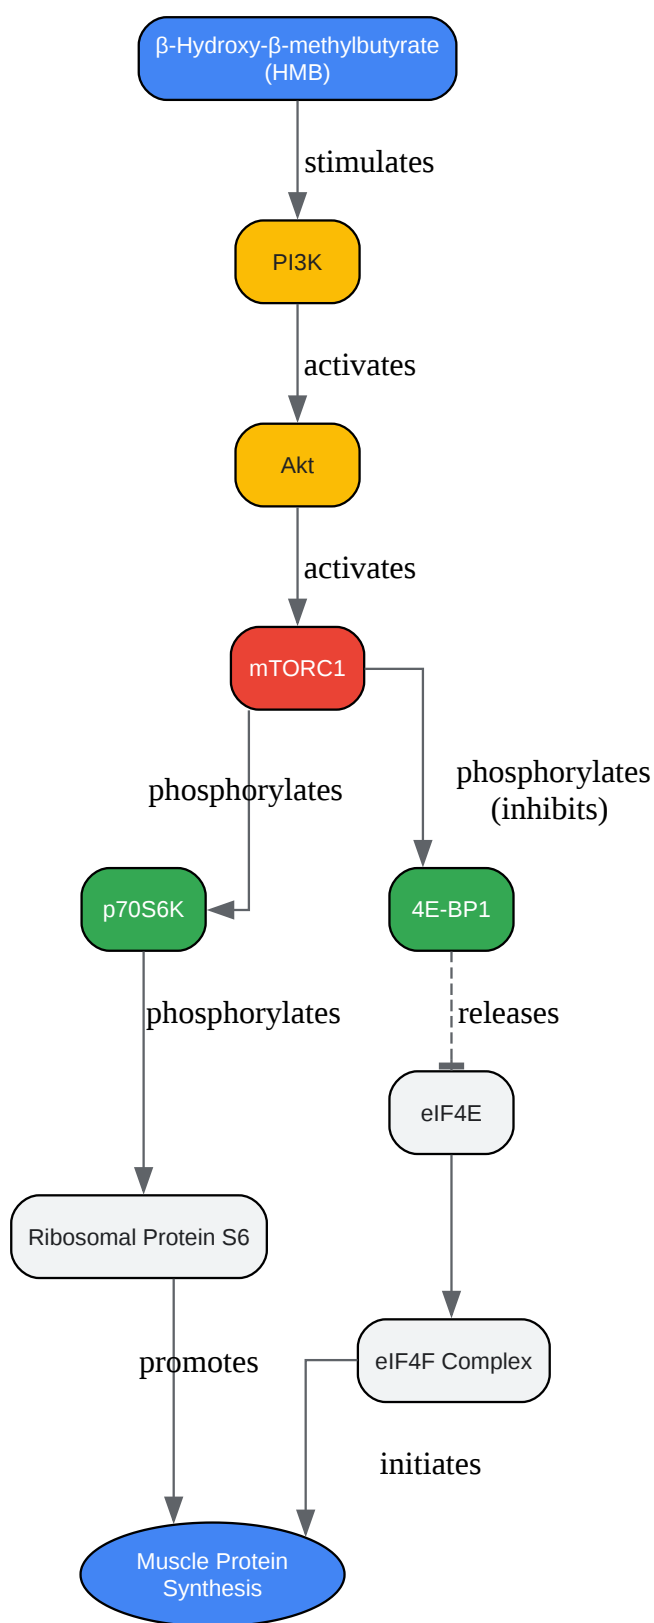 β-Hydroxy-β-methylbutyrate
(HMB)
stimulates
PI3K
activates
Akt
activates
mTORC1
phosphorylates
phosphorylates
(inhibits)
p70S6K
4E-BP1
phosphorylates
releases
eIF4E
Ribosomal Protein S6
promotes
eIF4F Complex
initiates
Muscle Protein
Synthesis